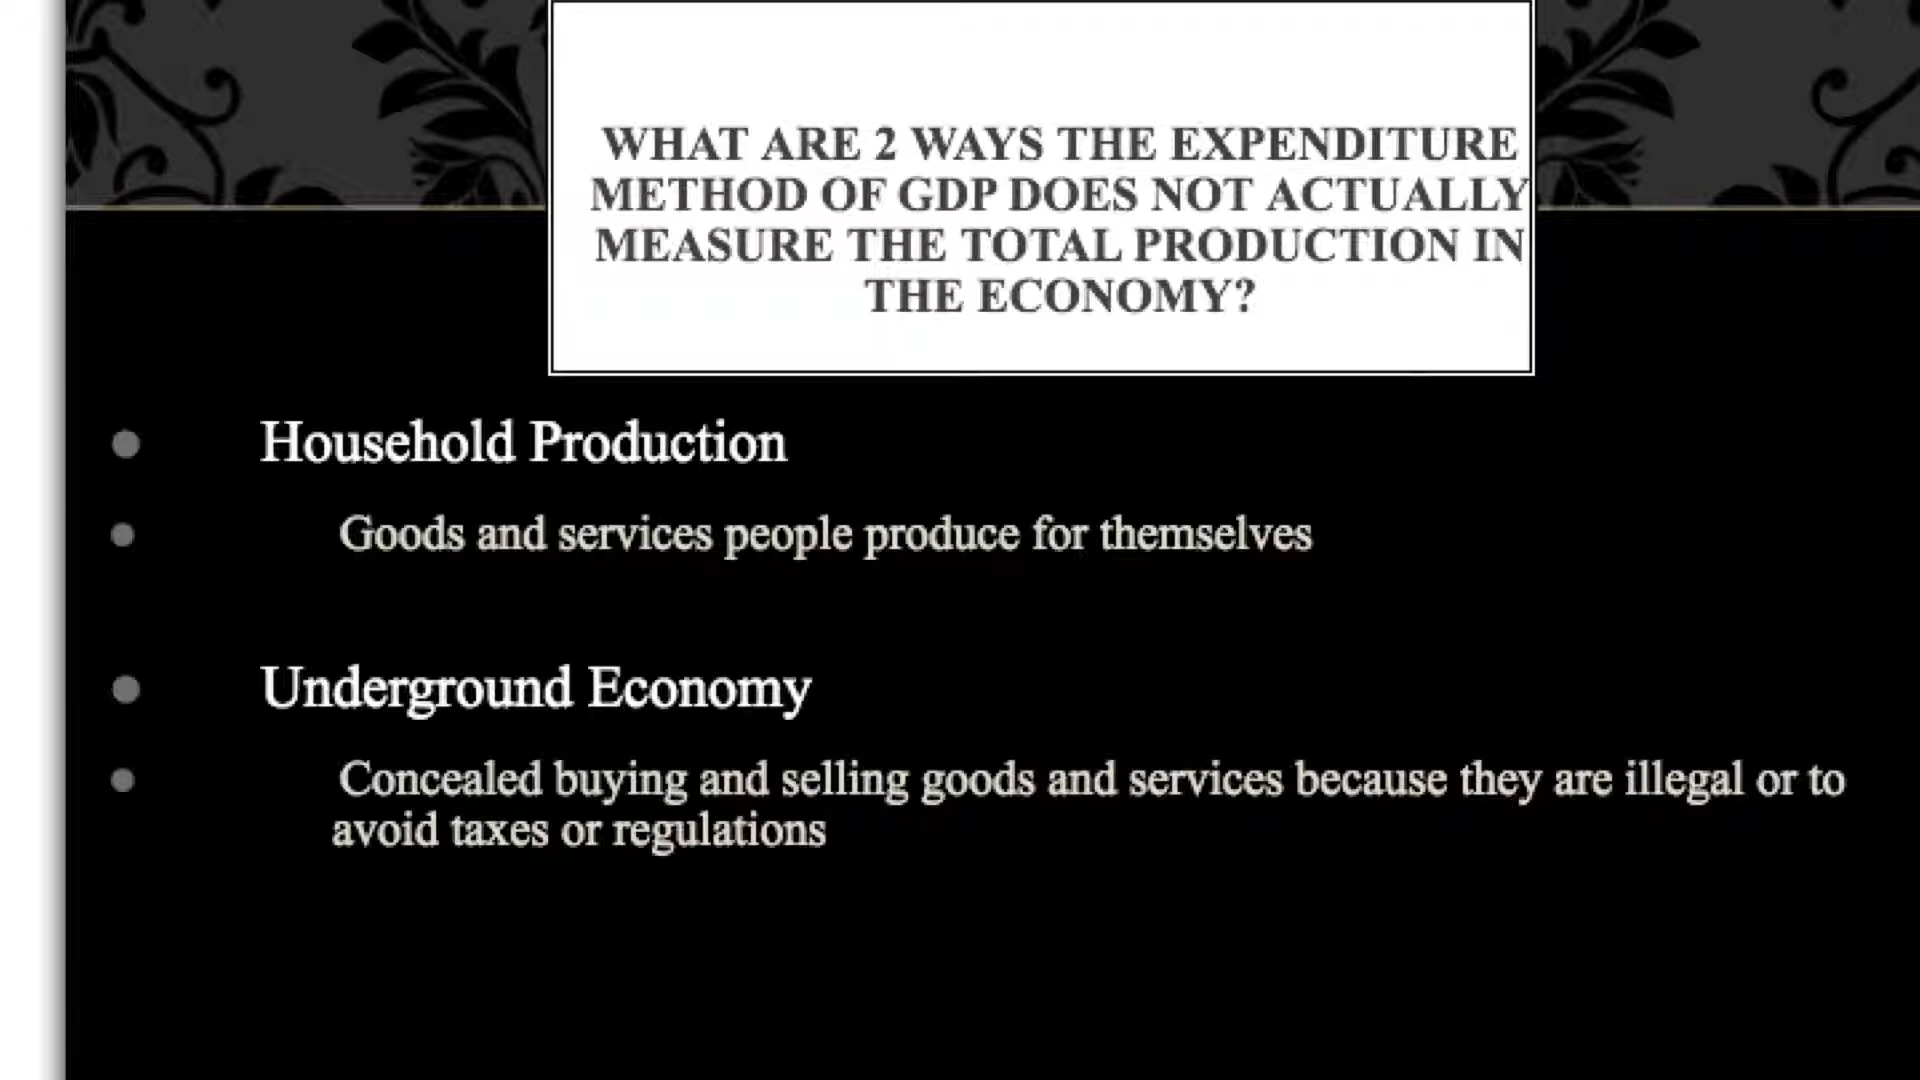 WHAT ARE 2 WAYS THE EXPENDITURE
METHOD OF GDP DOES NOT ACTUALLY
MEASURE THE TOTAL PRODUCTION IN
THE ECONOMY?
Household Production
Goods and services people produce for themselves
Underground Economy
Concealed buying and selling goods and services because they are illegal or to
avoid taxes or regulations